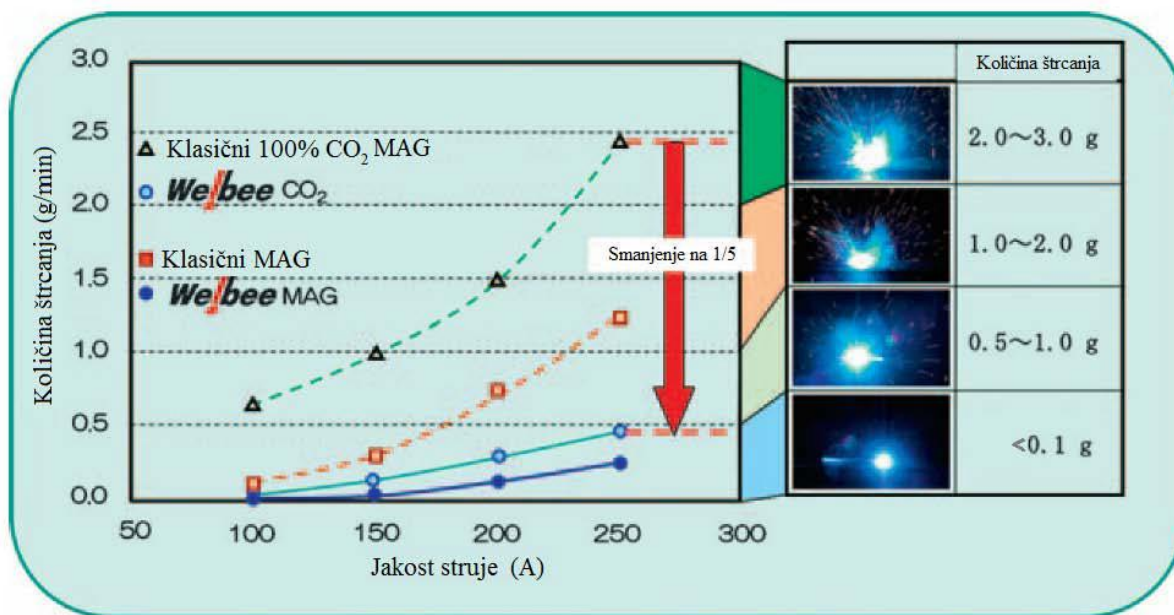 Količina štrcanja (g/min)
3.0
2.5
2.0
1.5
1.0
0.5
0.0
50 100 150 200 250 300
Jakost struje (A)
Klasični 100% CO₂ MAG
Welbee CO₂
Klasični MAG
Welbee MAG
Smanjenje na 1/5
Količina štrcanja
2.0~3.0 g
1.0~2.0 g
0.5~1.0 g
<0.1 g